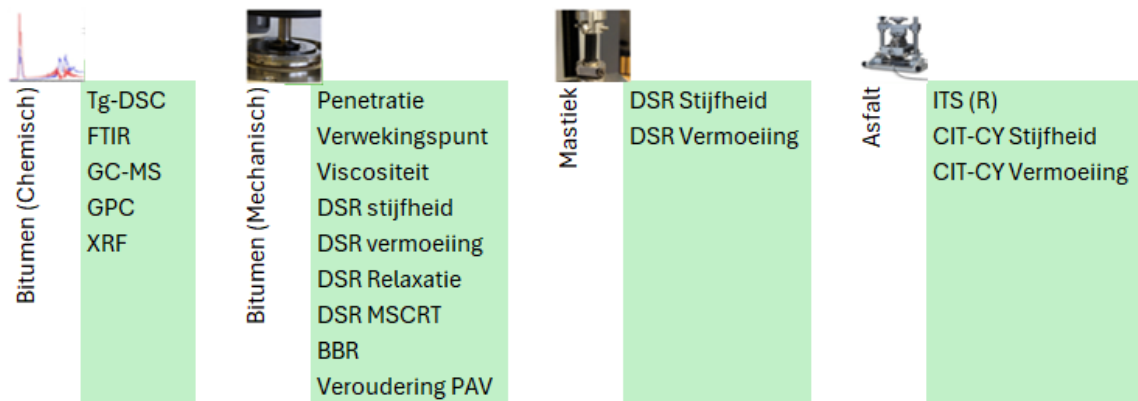 Bitumen (Chemisch)
Tg-DSC
FTIR
GC-MS
GPC
XRF
Bitumen (Mechanisch)
Penetratie
Verwekingspunt
Viscositeit
DSR stijfheid
DSR vermoeiing
DSR Relaxatie
DSR MSCRT
BBR
Veroudering PAV
Mastiek
DSR Stijfheid
DSR Vermoeiing
Asfalt
ITS (R)
CIT-CY Stijfheid
CIT-CY Vermoeiing